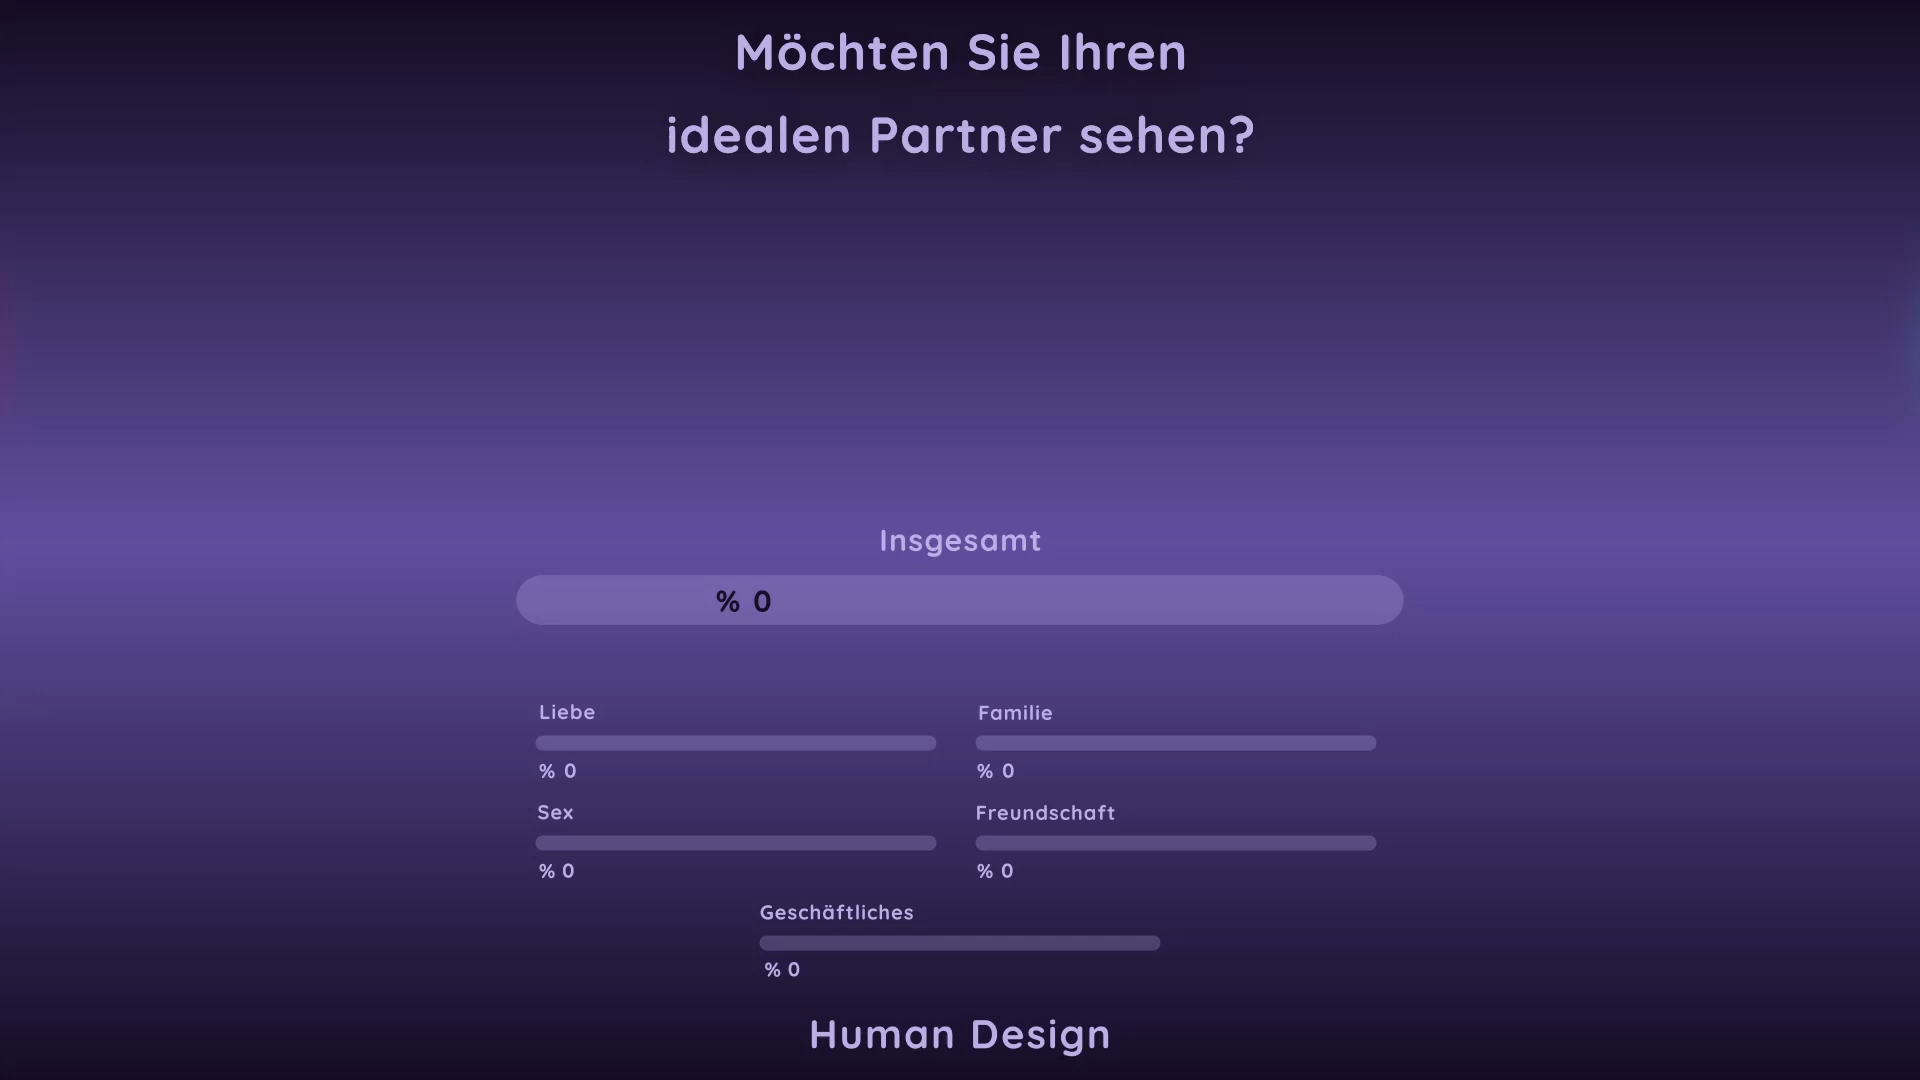 Möchten Sie Ihren
idealen Partner sehen?
Insgesamt
% 0
Liebe
% 0
Familie
% 0
Sex
% 0
Freundschaft
% 0
Geschäftliches
% 0
Human Design